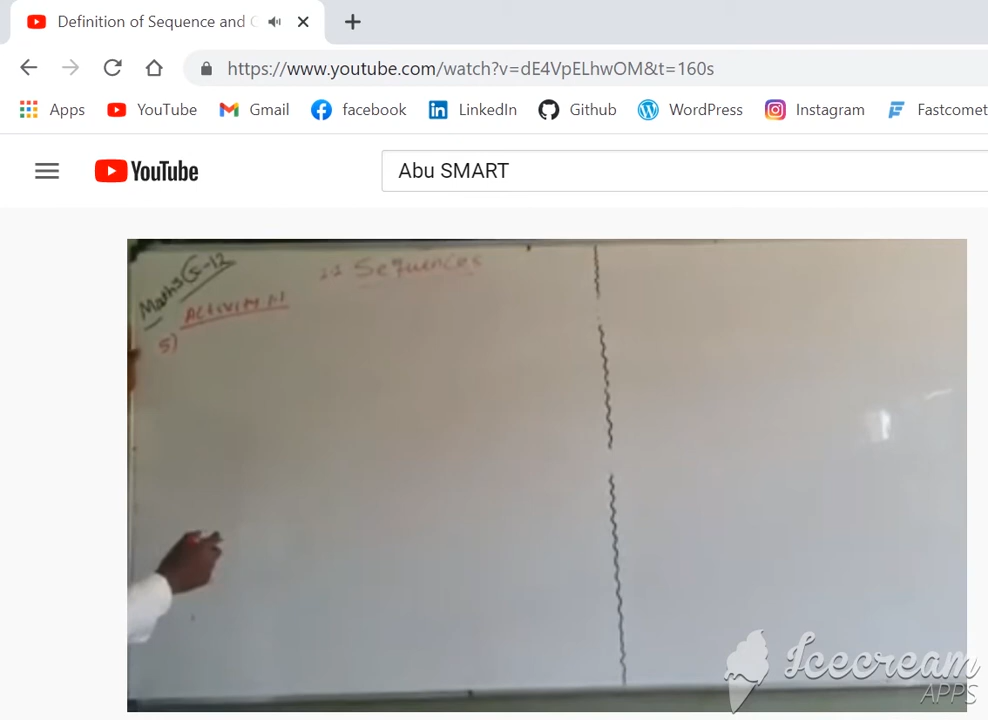 Definition of Sequence and
https://www.youtube.com/watch?v=dE4VpELhwOM&t=160s
Apps YouTube Gmail facebook LinkedIn Github WordPress Instagram Fastcomet
YouTube
Abu SMART
Maths G-12
Sequences
ACTIVITY 1.1
5)
Icecream
APPS